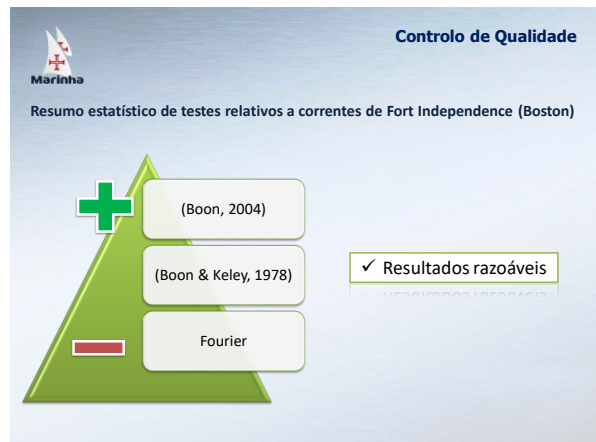 Controlo de Qualidade
Marinha
Resumo estatístico de testes relativos a correntes de Fort Independence (Boston)
(Boon, 2004)
(Boon & Keley, 1978)
✓ Resultados razoáveis
Fourier